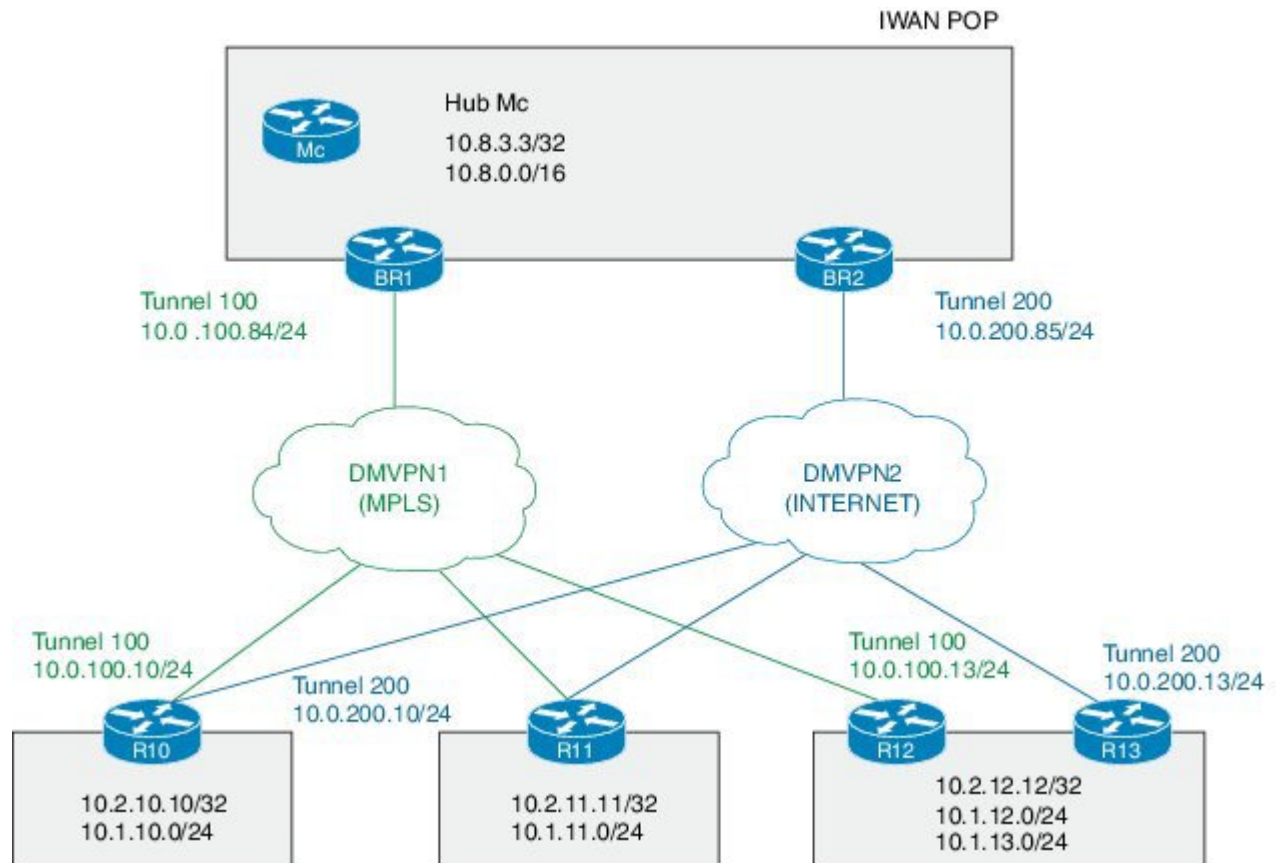 IWAN POP
Hub Mc
10.8.3.3/32
10.8.0.0/16
Mc
BR1
BR2
Tunnel 100
10.0 .100.84/24
Tunnel 200
10.0.200.85/24
DMVPN1
(MPLS)
DMVPN2
(INTERNET)
Tunnel 100
10.0.100.10/24
Tunnel 200
10.0.200.10/24
Tunnel 100
10.0.100.13/24
Tunnel 200
10.0.200.13/24
R10
R11
R12
R13
10.2.10.10/32
10.1.10.0/24
10.2.11.11/32
10.1.11.0/24
10.2.12.12/32
10.1.12.0/24
10.1.13.0/24